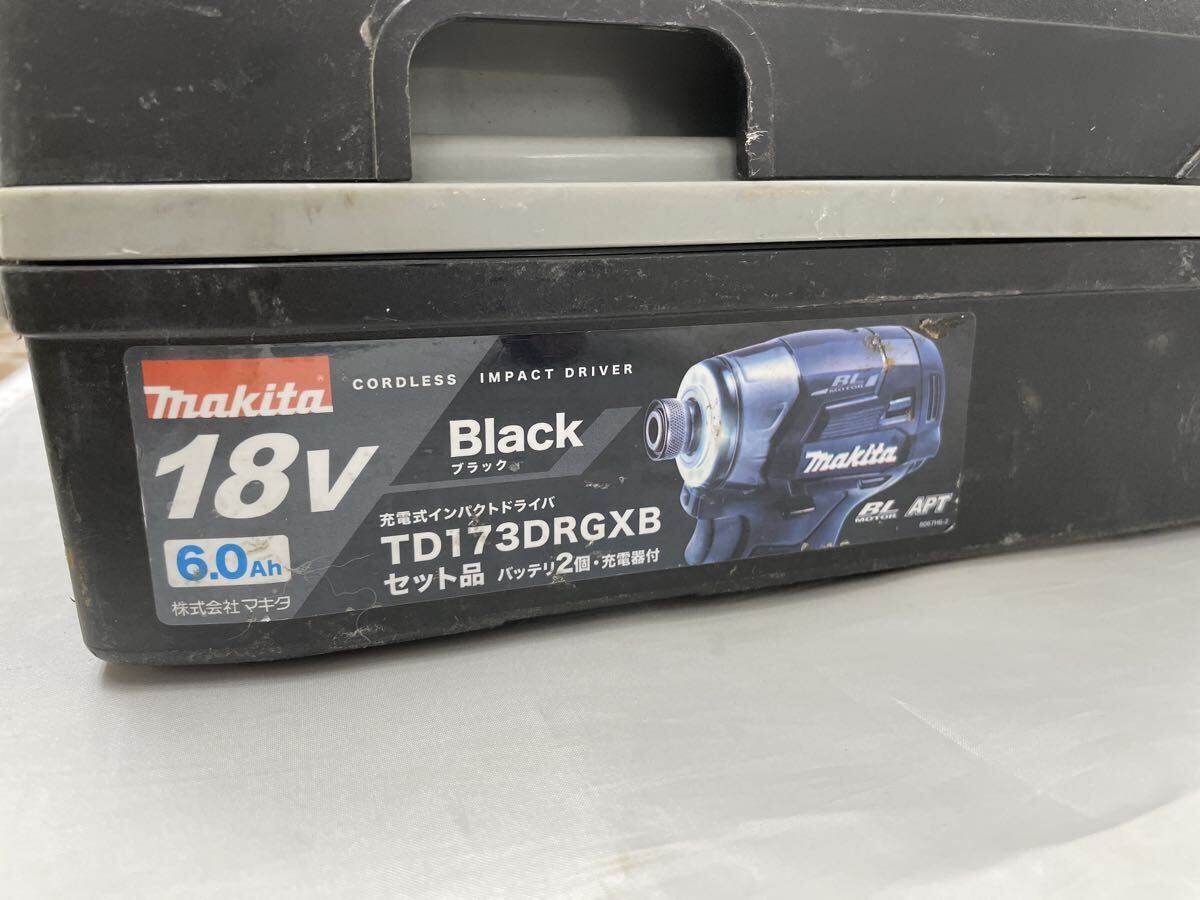 makita
CORDLESS IMPACT DRIVER
18V
Black
ブラック
6.0Ah
充電式インパクトドライバ
TD173DRGXB
セット品 バッテリ2個・充電器付
株式会社マキタ
BL
MOTOR
makita
BL
MOTOR
APT